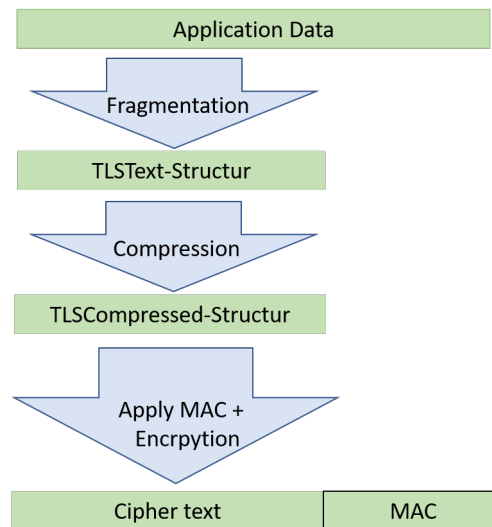 Application Data
Fragmentation
TLSText-Structur
Compression
TLSCompressed-Structur
Apply MAC +
Encrpytion
Cipher text
MAC